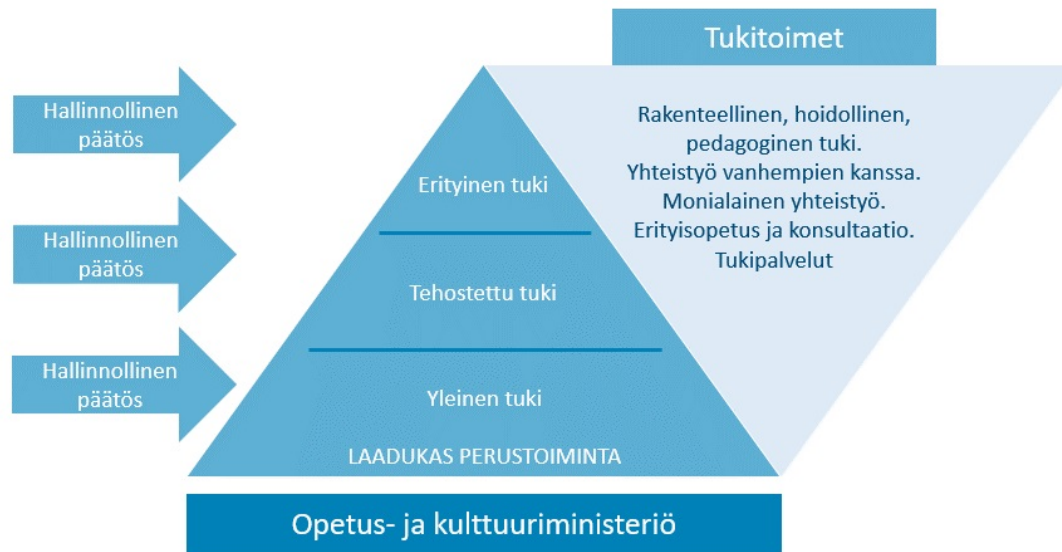 Tukitoimet
Hallinnollinen
päätös
Hallinnollinen
päätös
Hallinnollinen
päätös
Erityinen tuki
Tehostettu tuki
Yleinen tuki
LAADUKAS PERUSTOIMINTA
Rakenteellinen, hoidollinen,
pedagoginen tuki.
Yhteistyö vanhempien kanssa.
Monialainen yhteistyö.
Erityisopetus ja konsultaatio.
Tukipalvelut
Opetus- ja kulttuuriministeriö